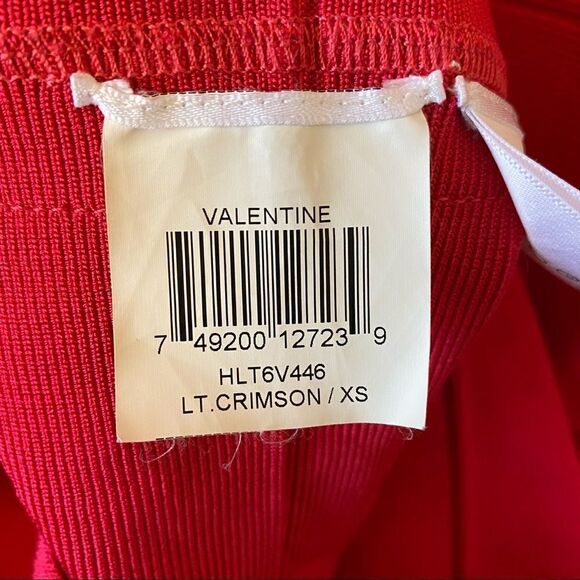 VALENTINE
7 49200 12723 9
HLT6V446
LT.CRIMSON / XS